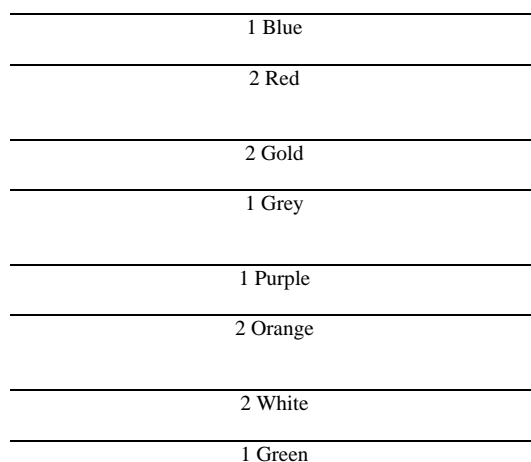 1 Blue
2 Red
2 Gold
1 Grey
1 Purple
2 Orange
2 White
1 Green